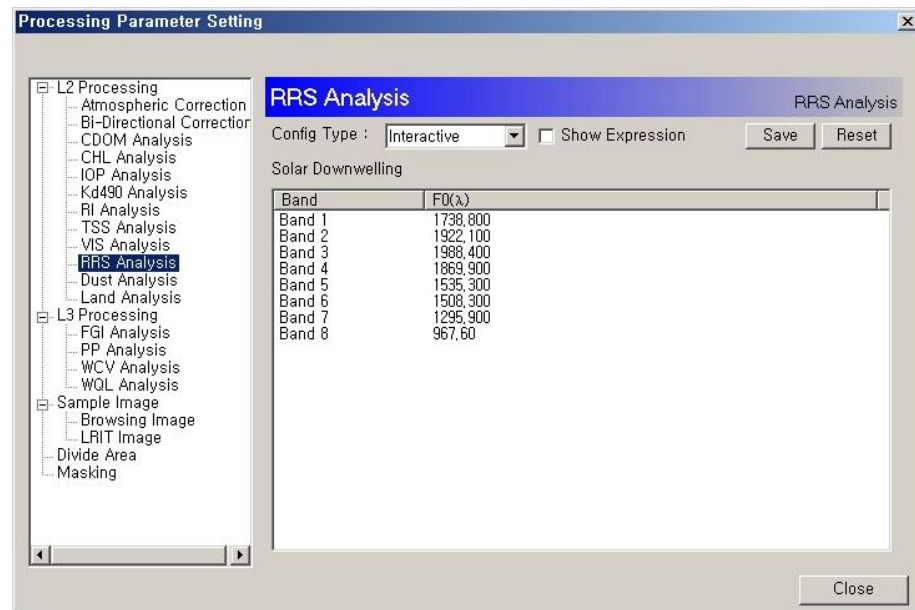 Processing Parameter Setting
L2 Processing
Atmospheric Correction
Bi-Directional Correction
CDOM Analysis
CHL Analysis
IOP Analysis
Kd490 Analysis
RI Analysis
TSS Analysis
VIS Analysis
RRS Analysis
Dust Analysis
Land Analysis
L3 Processing
FGI Analysis
PP Analysis
WCV Analysis
WQL Analysis
Sample Image
Browsing Image
LRIT Image
Divide Area
Masking
RRS Analysis
RRS Analysis
Config Type : Interactive Show Expression Save Reset
Solar Downwelling
Band F0(λ)
Band 1 1738,800
Band 2 1922,100
Band 3 1988,400
Band 4 1869,900
Band 5 1535,300
Band 6 1508,300
Band 7 1295,900
Band 8 967,60
Close